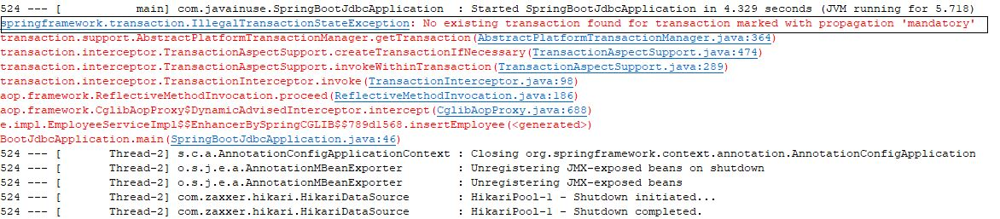 524 --- [           main] com.javainuse.SpringBootJdbcApplication  : Started SpringBootJdbcApplication in 4.329 seconds (JVM running for 5.718)
springframework.transaction.IllegalTransactionStateException: No existing transaction found for transaction marked with propagation 'mandatory'
transaction.support.AbstractPlatformTransactionManager.getTransaction(AbstractPlatformTransactionManager.java:364)
transaction.interceptor.TransactionAspectSupport.createTransactionIfNecessary(TransactionAspectSupport.java:474)
transaction.interceptor.TransactionAspectSupport.invokeWithinTransaction(TransactionAspectSupport.java:289)
transaction.interceptor.TransactionInterceptor.invoke(TransactionInterceptor.java:98)
aop.framework.ReflectiveMethodInvocation.proceed(ReflectiveMethodInvocation.java:186)
aop.framework.CglibAopProxy$DynamicAdvisedInterceptor.intercept(CglibAopProxy.java:688)
e.impl.EmployeeServiceImpl$$EnhancerBySpringCGLIB$$789d1568.insertEmployee(<generated>)
BootJdbcApplication.main(SpringBootJdbcApplication.java:46)
524 --- [       Thread-2] s.c.a.AnnotationConfigApplicationContext : Closing org.springframework.context.annotation.AnnotationConfigApplication
524 --- [       Thread-2] o.s.j.e.a.AnnotationMBeanExporter        : Unregistering JMX-exposed beans on shutdown
524 --- [       Thread-2] o.s.j.e.a.AnnotationMBeanExporter        : Unregistering JMX-exposed beans
524 --- [       Thread-2] com.zaxxer.hikari.HikariDataSource       : HikariPool-1 - Shutdown initiated...
524 --- [       Thread-2] com.zaxxer.hikari.HikariDataSource       : HikariPool-1 - Shutdown completed.